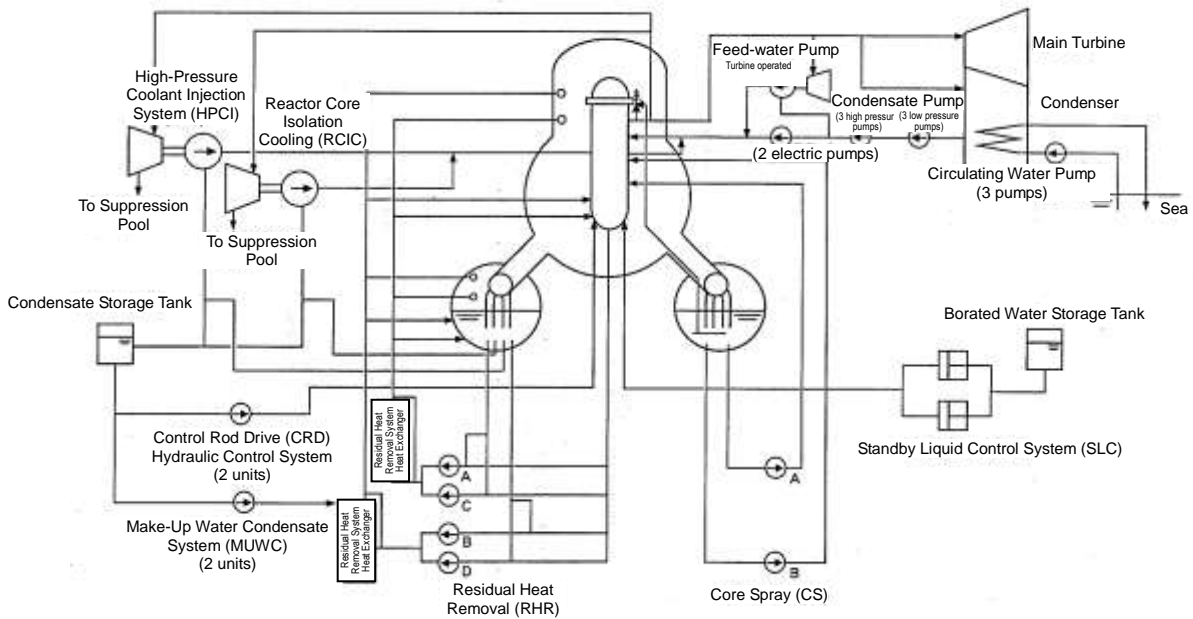 High-Pressure
Coolant Injection
System (HPCI)
Reactor Core
Isolation
Cooling (RCIC)
To Suppression
Pool
To Suppression
Pool
Feed-water Pump
Turbine operated
Condensate Pump
(3 high pressur
pumps)
(3 low pressure
pumps)
(2 electric pumps)
Main Turbine
Condenser
Circulating Water Pump
(3 pumps)
Sea
Condensate Storage Tank
Borated Water Storage Tank
Control Rod Drive (CRD)
Hydraulic Control System
(2 units)
Make-Up Water Condensate
System (MUWC)
(2 units)
Residual Heat
Removal System
Heat Exchanger
Residual Heat
Removal System
Heat Exchanger
A
C
B
D
Residual Heat
Removal (RHR)
A
B
Core Spray (CS)
Standby Liquid Control System (SLC)